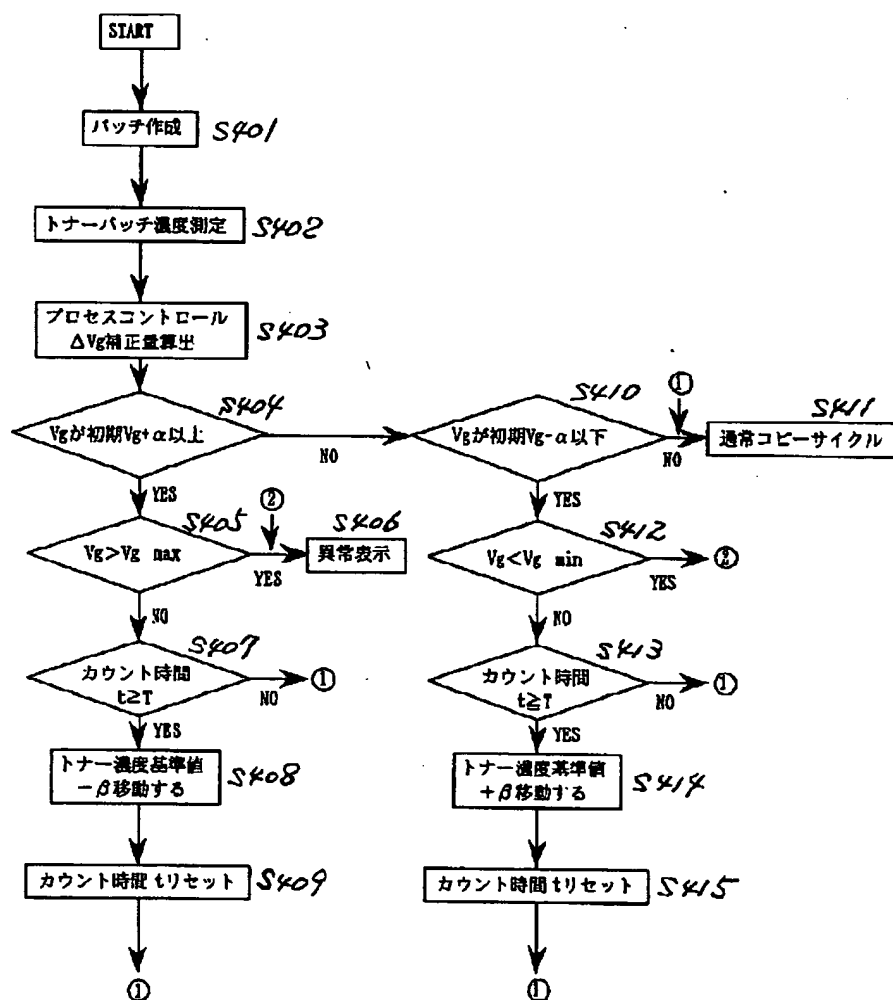 START
パッチ作成
S401
トナーパッチ濃度測定
S402
プロセスコントロール
ΔVg補正量算出
S403
S404
Vgが初期Vg+α以上
NO
YES
S410
Vgが初期Vg-α以下
①
NO
YES
S411
通常コピーサイクル
S405
Vg>Vg max
②
YES
NO
S406
異常表示
S412
Vg<Vg min
YES
②
NO
S407
カウント時間
t≧T
NO
①
YES
S413
カウント時間
t≧T
NO
①
YES
トナー濃度基準値
-β移動する
S408
トナー濃度基準値
+β移動する
S414
カウント時間 tリセット
S409
カウント時間 tリセット
S415
①
①